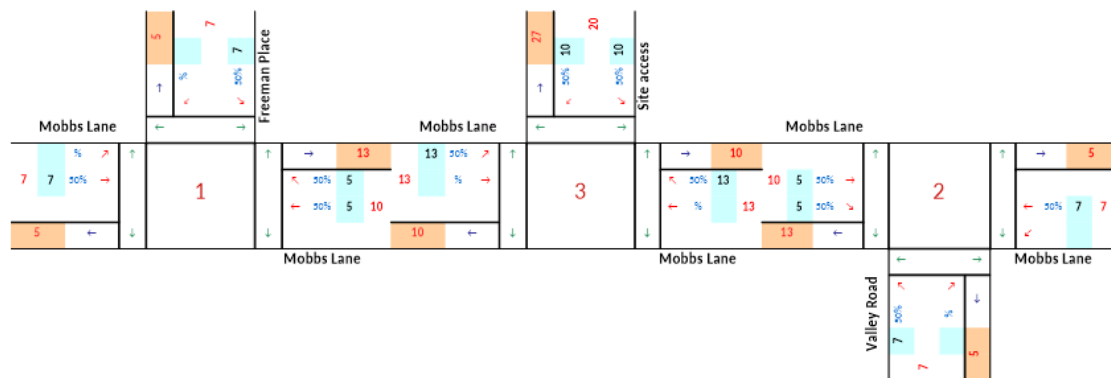 5
7
7
% 50%
Freeman Place
27
20
10 10
50% 50%
Site access
Mobbs Lane
Mobbs Lane
Mobbs Lane
%
7 7 50%
5
1
13
50% 5
50% 5 10
13 50%
13 %
10
3
10
50% 13
% 13
10 5 50%
5 50%
13
2
5
50% 7 7
Mobbs Lane
Mobbs Lane
Mobbs Lane
Valley Road
50% %
7
7
5